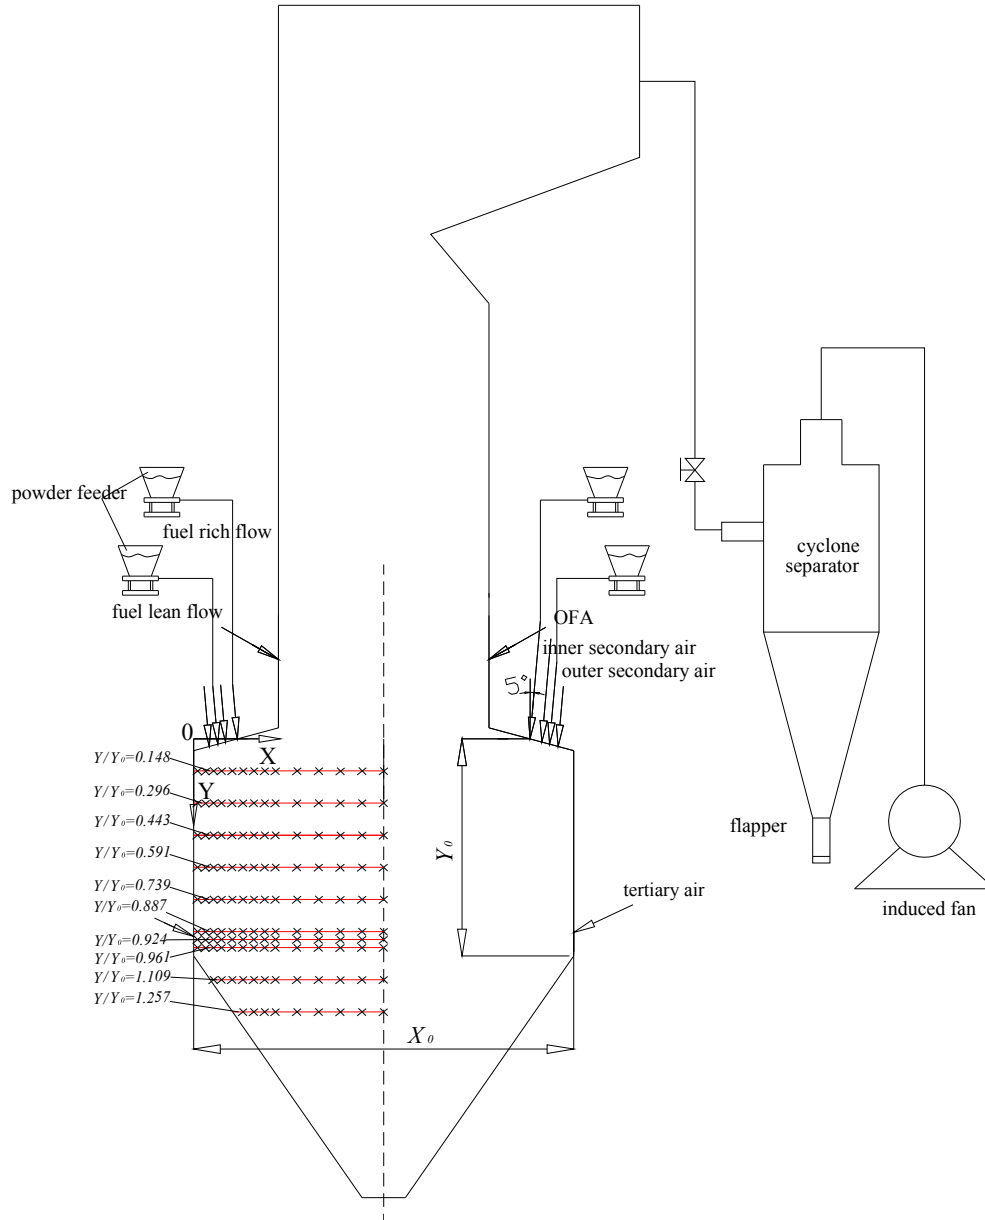 powder feeder
fuel rich flow
fuel lean flow
OFA
inner secondary air
outer secondary air
5°
cyclone
separator
0
X
Y
Y/Y₀=0.148
Y/Y₀=0.296
Y/Y₀=0.443
Y/Y₀=0.591
Y/Y₀=0.739
Y/Y₀=0.887
Y/Y₀=0.924
Y/Y₀=0.961
Y/Y₀=1.109
Y/Y₀=1.257
Y₀
X₀
tertiary air
flapper
induced fan